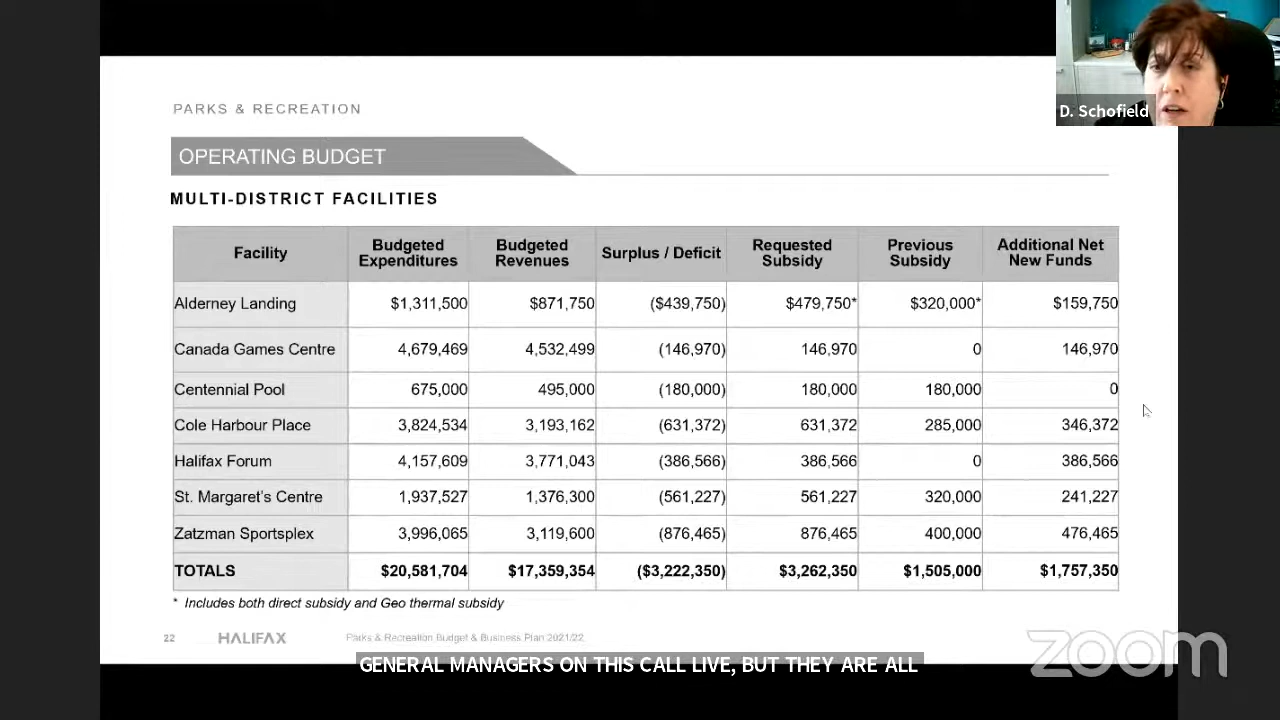 D. Schofield
PARKS & RECREATION
OPERATING BUDGET
MULTI-DISTRICT FACILITIES
Facility Budgeted Expenditures Budgeted Revenues Surplus / Deficit Requested Subsidy Previous Subsidy Additional Net New Funds
Alderney Landing $1,311,500 $871,750 ($439,750) $479,750* $320,000* $159,750
Canada Games Centre 4,679,469 4,532,499 (146,970) 146,970 0 146,970
Centennial Pool 675,000 495,000 (180,000) 180,000 180,000 0
Cole Harbour Place 3,824,534 3,193,162 (631,372) 631,372 285,000 346,372
Halifax Forum 4,157,609 3,771,043 (386,566) 386,566 0 386,566
St. Margaret's Centre 1,937,527 1,376,300 (561,227) 561,227 320,000 241,227
Zatzman Sportsplex 3,996,065 3,119,600 (876,465) 876,465 400,000 476,465
TOTALS $20,581,704 $17,359,354 ($3,222,350) $3,262,350 $1,505,000 $1,757,350
* Includes both direct subsidy and Geo thermal subsidy
22 HALIFAX Parks & Recreation Budget & Business Plan 2021/22
zoom
GENERAL MANAGERS ON THIS CALL LIVE, BUT THEY ARE ALL